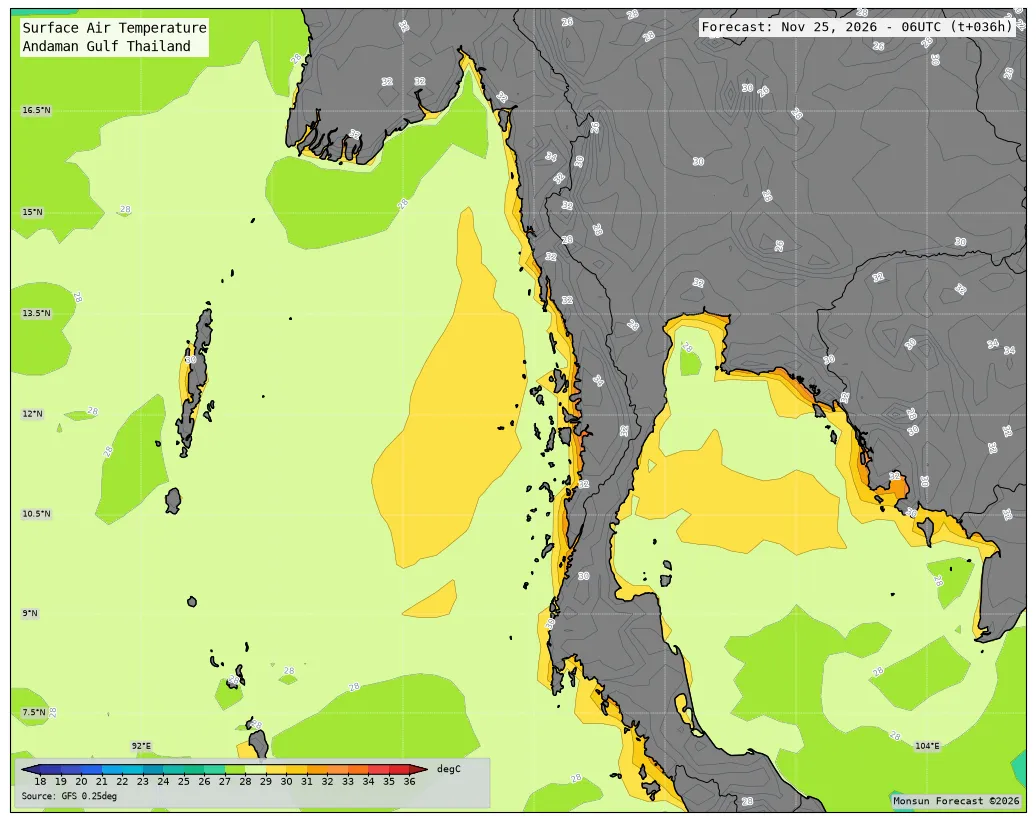 Surface Air Temperature
Andaman Gulf Thailand
Forecast: Nov 25, 2026 - 06UTC (t+036h)
16.5°N
15°N
13.5°N
12°N
10.5°N
9°N
7.5°N
92°E
104°E
18 19 20 21 22 23 24 25 26 27 28 29 30 31 32 33 34 35 36
degC
Source: GFS 0.25deg
Monsun Forecast ©2026